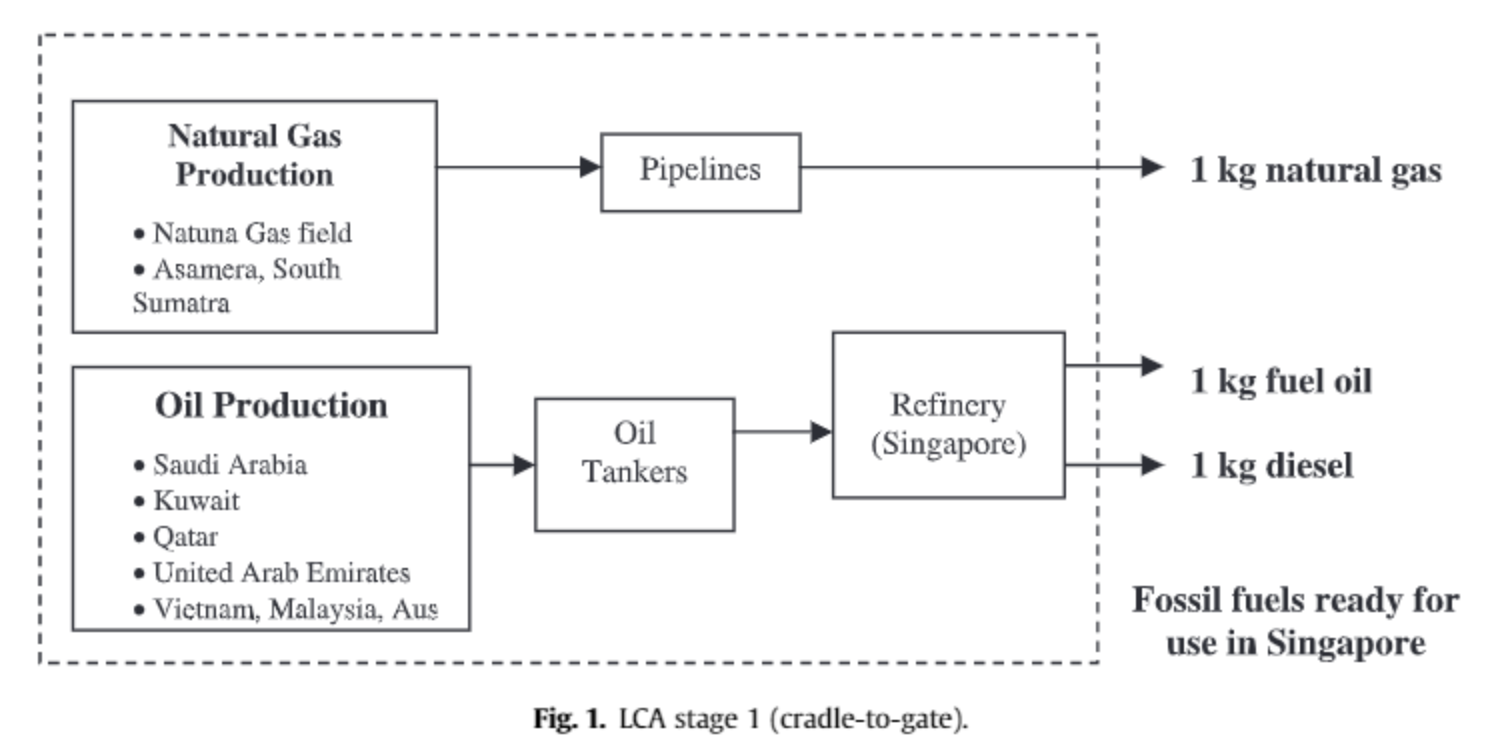 Natural Gas
Production
• Natuna Gas field
• Asamera, South
Sumatra
Pipelines
1 kg natural gas
Oil Production
• Saudi Arabia
• Kuwait
• Qatar
• United Arab Emirates
• Vietnam, Malaysia, Aus
Oil
Tankers
Refinery
(Singapore)
1 kg fuel oil
1 kg diesel
Fossil fuels ready for
use in Singapore
Fig. 1. LCA stage 1 (cradle-to-gate).